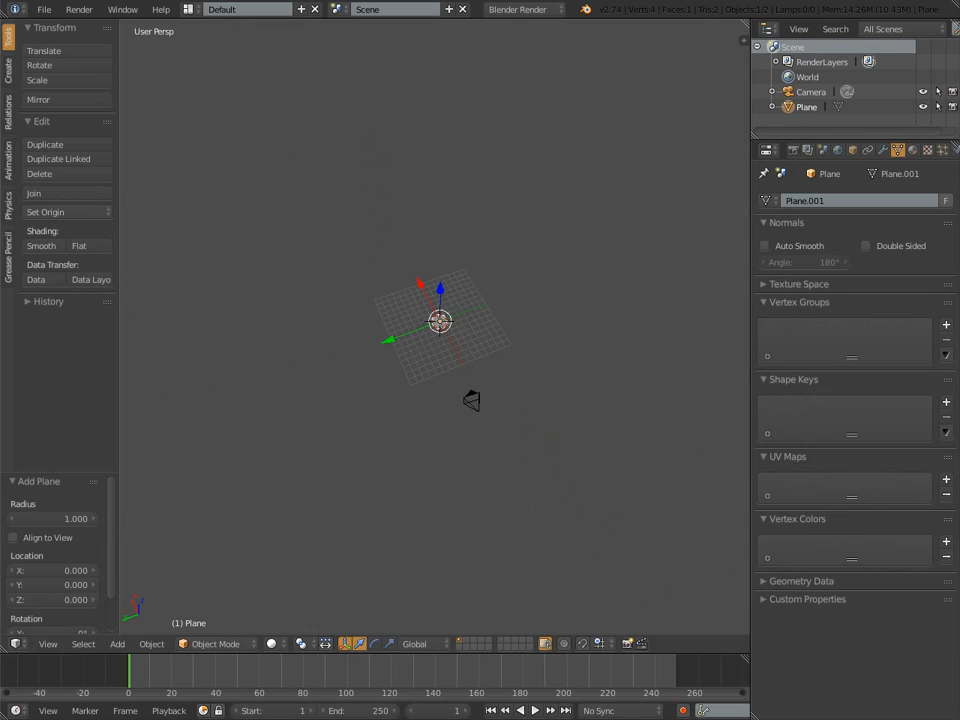 File Render Window Help Default Scene Blender Render v2.74 | Verts:4 | Faces:1 | Tris:2 | Objects:1/2 | Lamps:0/0 | Mem:14.26M (10.43M) | Plane
User Persp
Tools
Create
Relations
Animation
Physics
Grease Pencil
Transform
Translate
Rotate
Scale
Mirror
Edit
Duplicate
Duplicate Linked
Delete
Join
Set Origin
Shading:
Smooth Flat
Data Transfer:
Data Data Layo
History
Add Plane
Radius
1.000
Align to View
Location
X: 0.000
Y: 0.000
Z: 0.000
Rotation
(1) Plane
View Select Add Object Object Mode Global
-40 -20 0 20 40 60 80 100 120 140 160 180 200 220 240 260
View Marker Frame Playback Start: 1 End: 250 1 No Sync
View Search All Scenes
Scene
RenderLayers |
World
Camera |
Plane |
Plane Plane.001
Plane.001 F
Normals
Auto Smooth Double Sided
Angle: 180°
Texture Space
Vertex Groups
Shape Keys
UV Maps
Vertex Colors
Geometry Data
Custom Properties